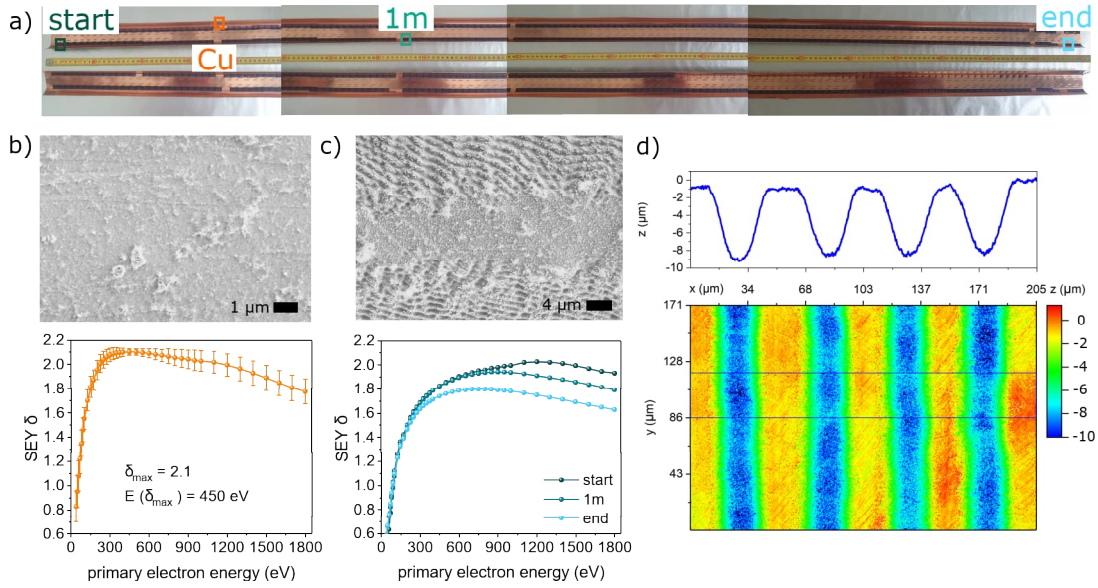 a)
start
Cu
1m
end
b)
1 μm
c)
4 μm
d)
0
-2
-4
-6
-8
-10
z (μm)
x (μm) 34 68 103 137 171 205 z (μm)
171
128
86
43
y (μm)
0
-2
-4
-6
-8
-10
2.2
2.0
1.8
1.6
1.4
1.2
1.0
0.8
0.6
SEY δ
δmax = 2.1
E (δmax) = 450 eV
0 300 600 900 1200 1500 1800
primary electron energy (eV)
2.2
2.0
1.8
1.6
1.4
1.2
1.0
0.8
0.6
SEY δ
start
1m
end
0 300 600 900 1200 1500 1800
primary electron energy (eV)